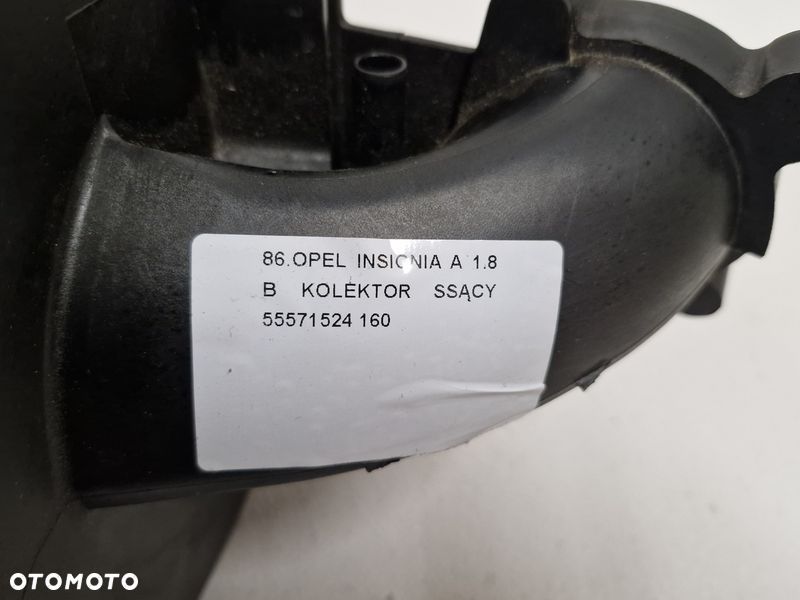 86.OPEL INSIGNIA A 1.8
B KOLEKTOR SSĄCY
55571524 160
OTOMOTO